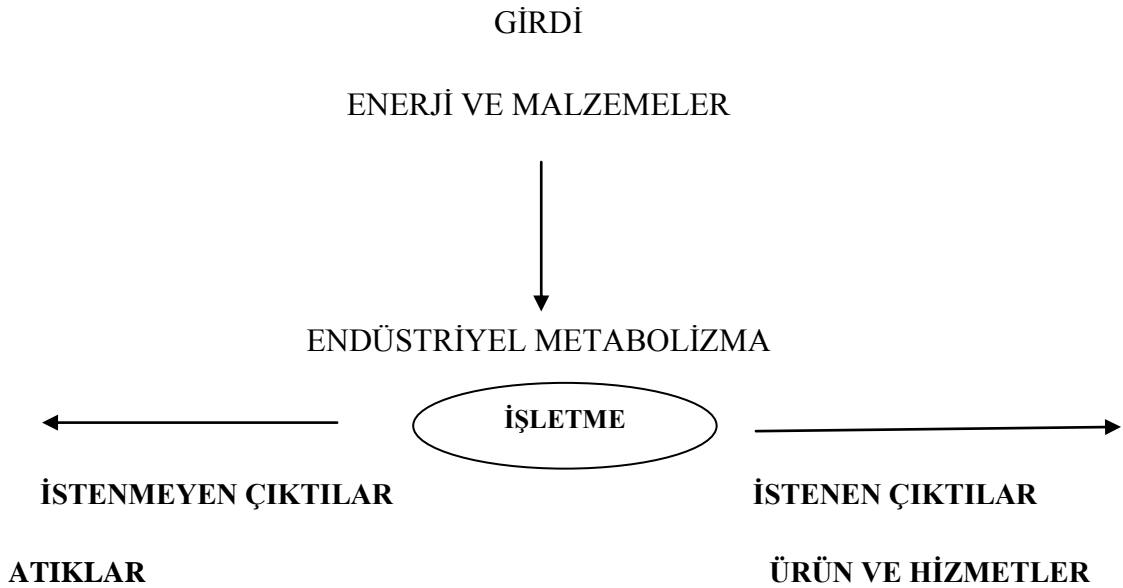 GİRDİ
ENERJİ VE MALZEMELER
ENDÜSTRİYEL METABOLİZMA
İŞLETME
İSTENMEYEN ÇIKTILAR
İSTENEN ÇIKTILAR
ATIKLAR
ÜRÜN VE HİZMETLER